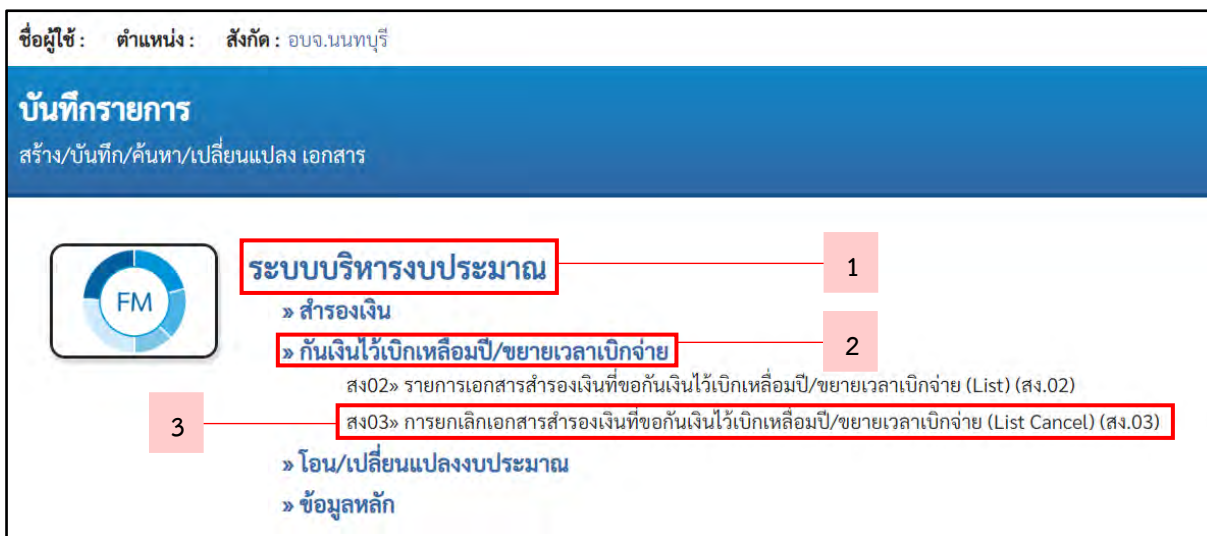 ชื่อผู้ใช้ : ตำแหน่ง : สังกัด : อบจ.นนทบุรี
บันทึกรายการ
สร้าง/บันทึก/ค้นหา/เปลี่ยนแปลง เอกสาร
FM
ระบบบริหารงบประมาณ 1
» สำรองเงิน
» กันเงินไว้เบิกเหลื่อมปี/ขยายเวลาเบิกจ่าย 2
สง02» รายการเอกสารสำรองเงินที่ขอกันเงินไว้เบิกเหลื่อมปี/ขยายเวลาเบิกจ่าย (List) (สง.02)
3 สง03» การยกเลิกเอกสารสำรองเงินที่ขอกันเงินไว้เบิกเหลื่อมปี/ขยายเวลาเบิกจ่าย (List Cancel) (สง.03)
» โอน/เปลี่ยนแปลงงบประมาณ
» ข้อมูลหลัก